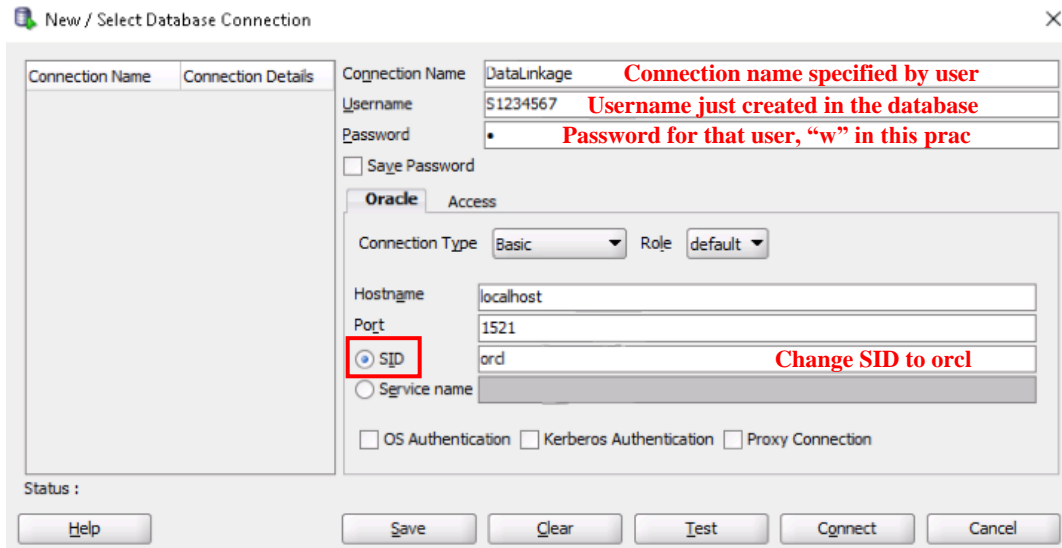 New / Select Database Connection
Connection Name Connection Details
Connection Name DataLinkage Connection name specified by user
Username S1234567 Username just created in the database
Password • Password for that user, “w” in this prac
Save Password
Oracle Access
Connection Type Basic Role default
Hostname localhost
Port 1521
SID orcl Change SID to orcl
Service name
OS Authentication Kerberos Authentication Proxy Connection
Status :
Help Save Clear Test Connect Cancel